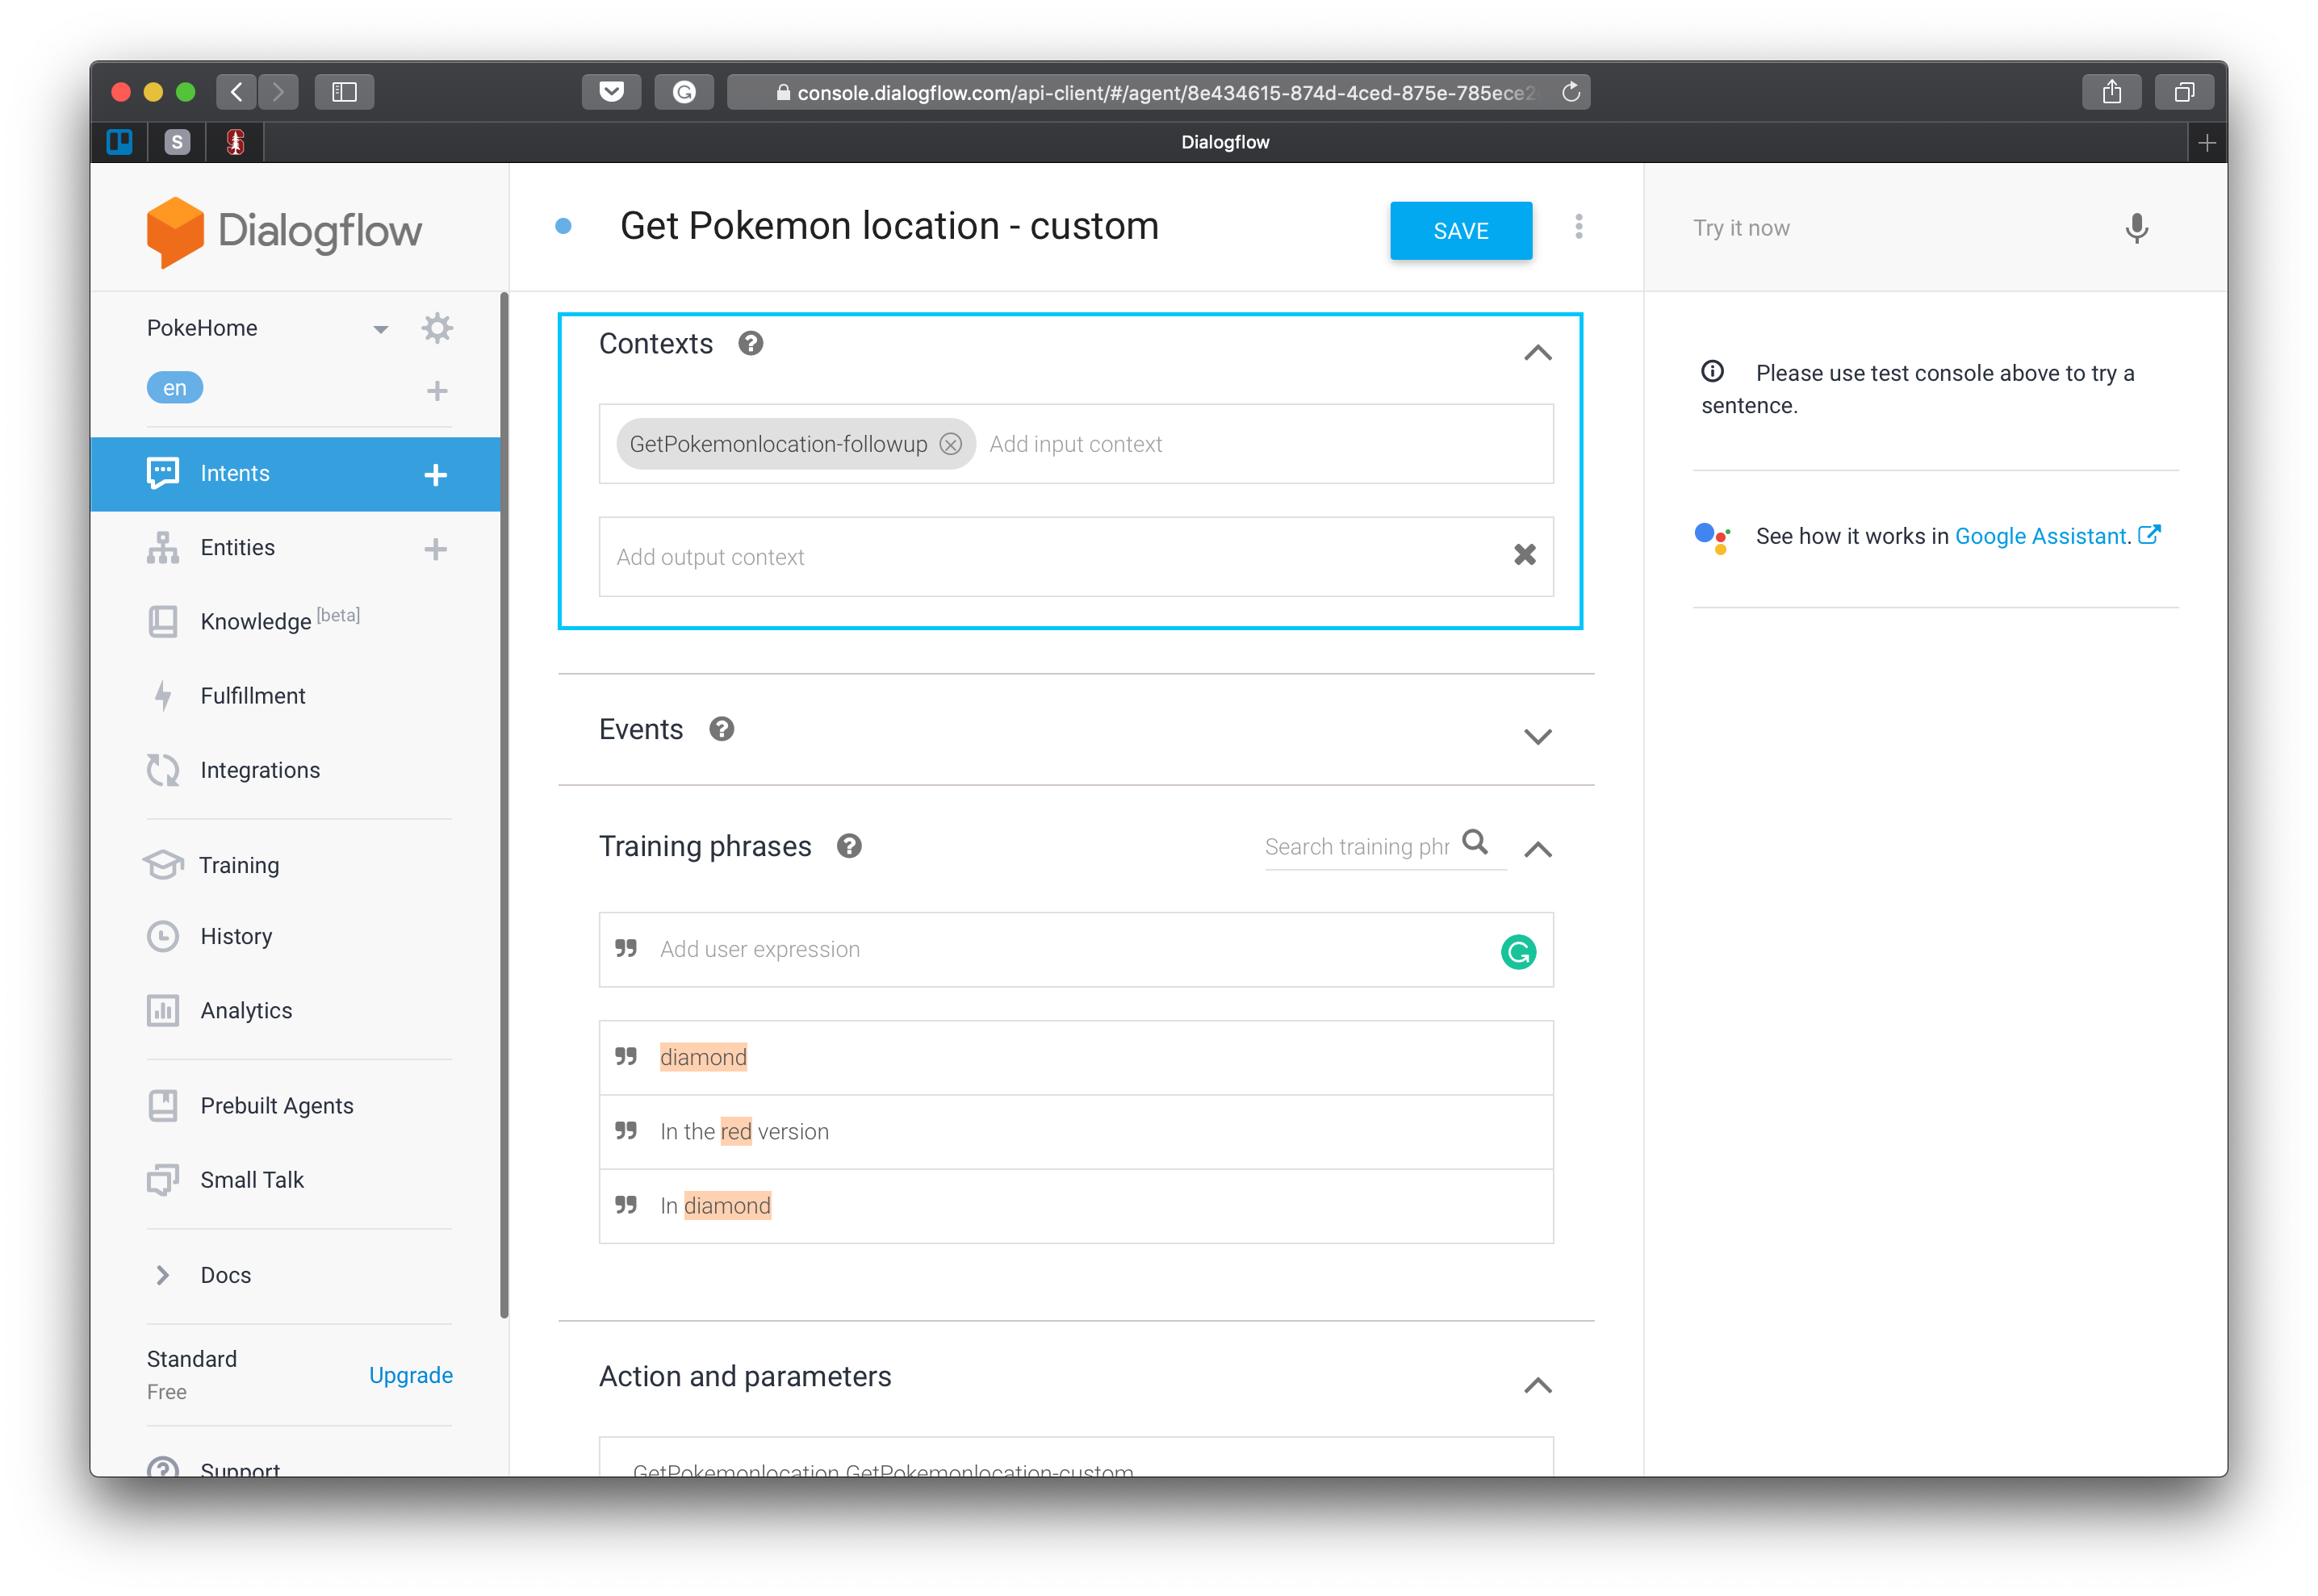 console.dialogflow.com/api-client/#/agent/8e434615-874d-4ced-875e-785ece2
S
Dialogflow
Dialogflow
Get Pokemon location - custom
SAVE
Try it now
PokeHome
en
Intents
Entities
Knowledge [beta]
Fulfillment
Integrations
Training
History
Analytics
Prebuilt Agents
Small Talk
Docs
Standard
Free
Upgrade
Support
Contexts
GetPokemonlocation-followup
Add input context
Add output context
Events
Training phrases
Search training phr
Add user expression
diamond
In the red version
In diamond
Action and parameters
GetPokemonlocation.GetPokemonlocation-custom
Please use test console above to try a
sentence.
See how it works in Google Assistant.